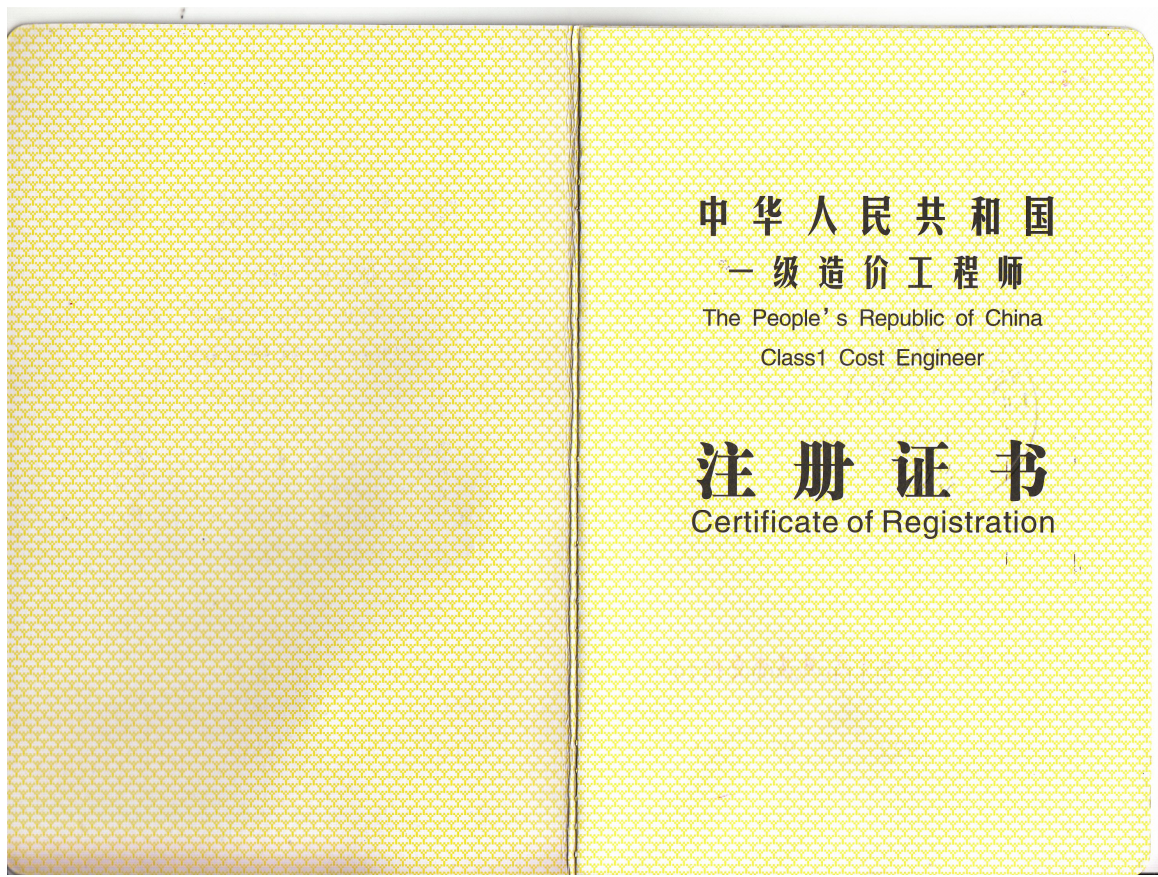 中华人民共和国
一级造价工程师
The People's Republic of China
Class1 Cost Engineer
注册证书
Certificate of Registration